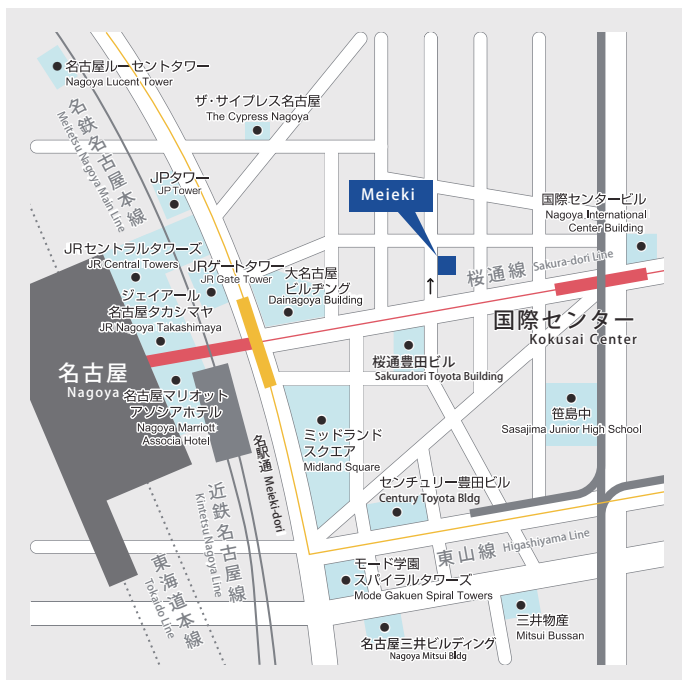 名古屋ルーセントタワー
Nagoya Lucent Tower
ザ・サイプレス名古屋
The Cypress Nagoya
名鉄名古屋本線
Meitetsu Nagoya Main Line
JPタワー
JP Tower
Meieki
国際センタービル
Nagoya International
Center Building
JRセントラルタワーズ
JR Central Towers
JRゲートタワー
JR Gate Tower
大名古屋
ビルヂング
Dainagoya Building
↑
桜通線 Sakura-dori Line
ジェイアール
名古屋タカシマヤ
JR Nagoya Takashimaya
国際センター
Kokusai Center
名古屋
Nagoya
桜通豊田ビル
Sakuradori Toyota Building
名古屋マリオット
アソシアホテル
Nagoya Marriott
Associa Hotel
笹島中
Sasajima Junior High School
ミッドランド
スクエア
Midland Square
名駅通 Meieki-dori
センチュリー豊田ビル
Century Toyota Bldg
近鉄名古屋線
Kintetsu Nagoya Line
東海道本線
Tokaido Line
東山線 Higashiyama Line
モード学園
スパイラルタワーズ
Mode Gakuen Spiral Towers
三井物産
Mitsui Bussan
名古屋三井ビルディング
Nagoya Mitsui Bldg